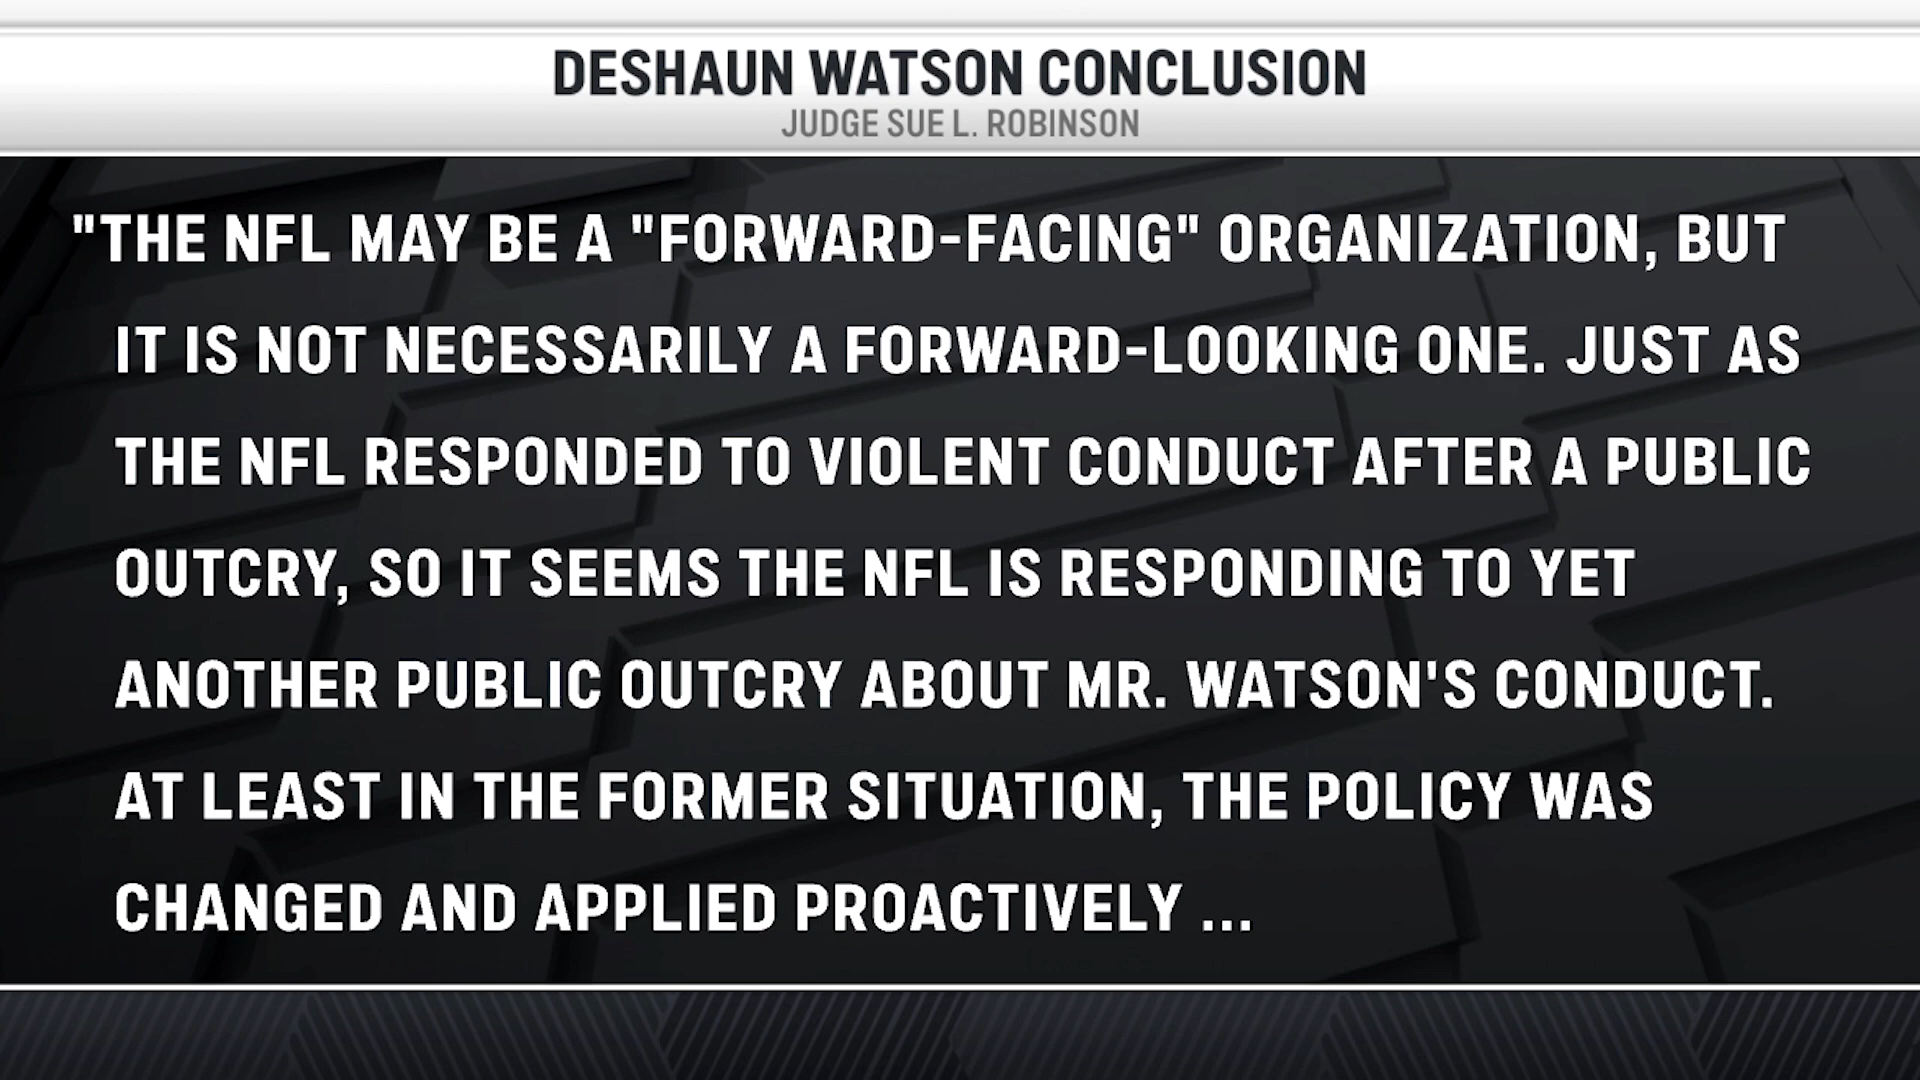 DESHAUN WATSON CONCLUSION
JUDGE SUE L. ROBINSON
"THE NFL MAY BE A "FORWARD-FACING" ORGANIZATION, BUT
IT IS NOT NECESSARILY A FORWARD-LOOKING ONE. JUST AS
THE NFL RESPONDED TO VIOLENT CONDUCT AFTER A PUBLIC
OUTCRY, SO IT SEEMS THE NFL IS RESPONDING TO YET
ANOTHER PUBLIC OUTCRY ABOUT MR. WATSON'S CONDUCT.
AT LEAST IN THE FORMER SITUATION, THE POLICY WAS
CHANGED AND APPLIED PROACTIVELY ...